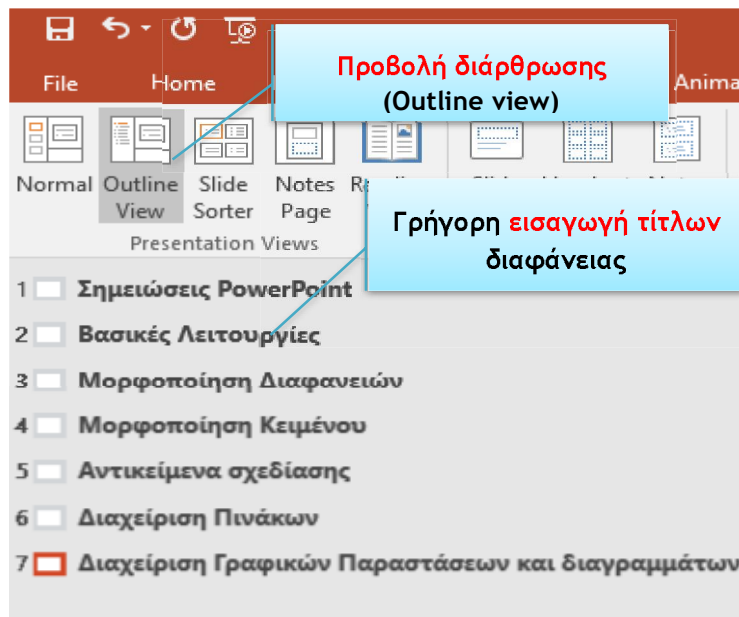 Προβολή διάρθρωσης
(Outline view)
File Home Anima
Normal Outline View Slide Sorter Notes Page
Γρήγορη εισαγωγή τίτλων
διαφάνειας
Presentation Views
1 Σημειώσεις PowerPoint
2 Βασικές Λειτουργίες
3 Μορφοποίηση Διαφανειών
4 Μορφοποίηση Κειμένου
5 Αντικείμενα σχεδίασης
6 Διαχείριση Πινάκων
7 Διαχείριση Γραφικών Παραστάσεων και διαγραμμάτων